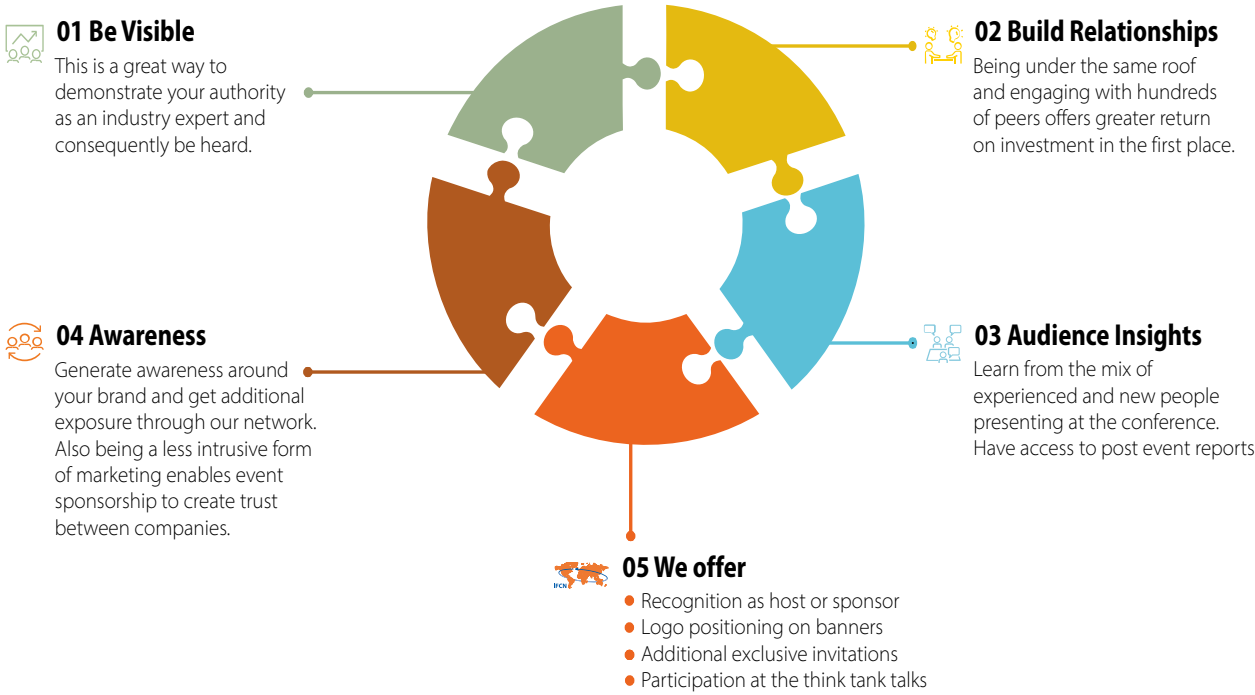 01 Be Visible
This is a great way to
demonstrate your authority
as an industry expert and
consequently be heard.
02 Build Relationships
Being under the same roof
and engaging with hundreds
of peers offers greater return
on investment in the first place.
03 Audience Insights
Learn from the mix of
experienced and new people
presenting at the conference.
Have access to post event reports
04 Awareness
Generate awareness around
your brand and get additional
exposure through our network.
Also being a less intrusive form
of marketing enables event
sponsorship to create trust
between companies.
IFCN
05 We offer
• Recognition as host or sponsor
• Logo positioning on banners
• Additional exclusive invitations
• Participation at the think tank talks